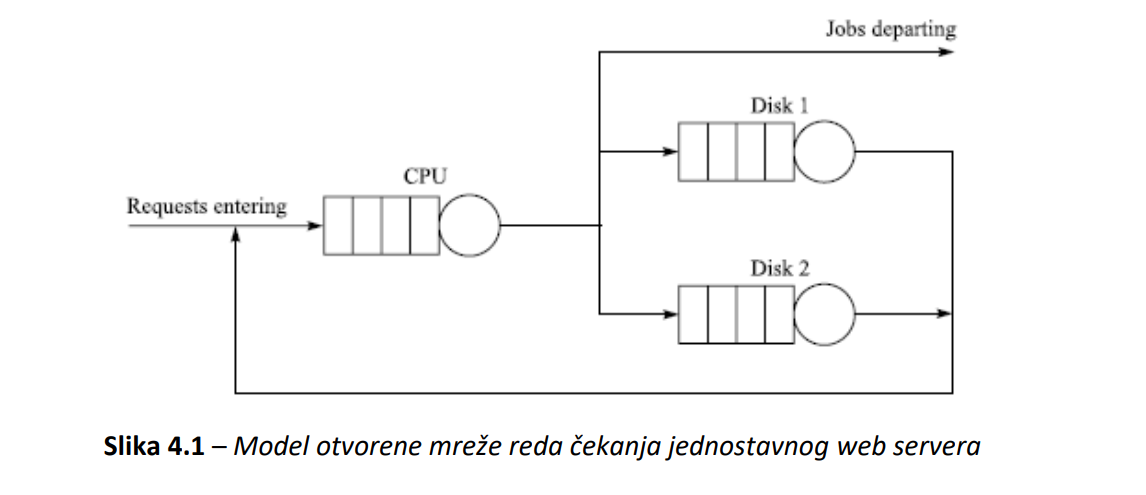 Jobs departing
Disk 1
CPU
Requests entering
Disk 2
Slika 4.1 – Model otvorene mreže reda čekanja jednostavnog web servera